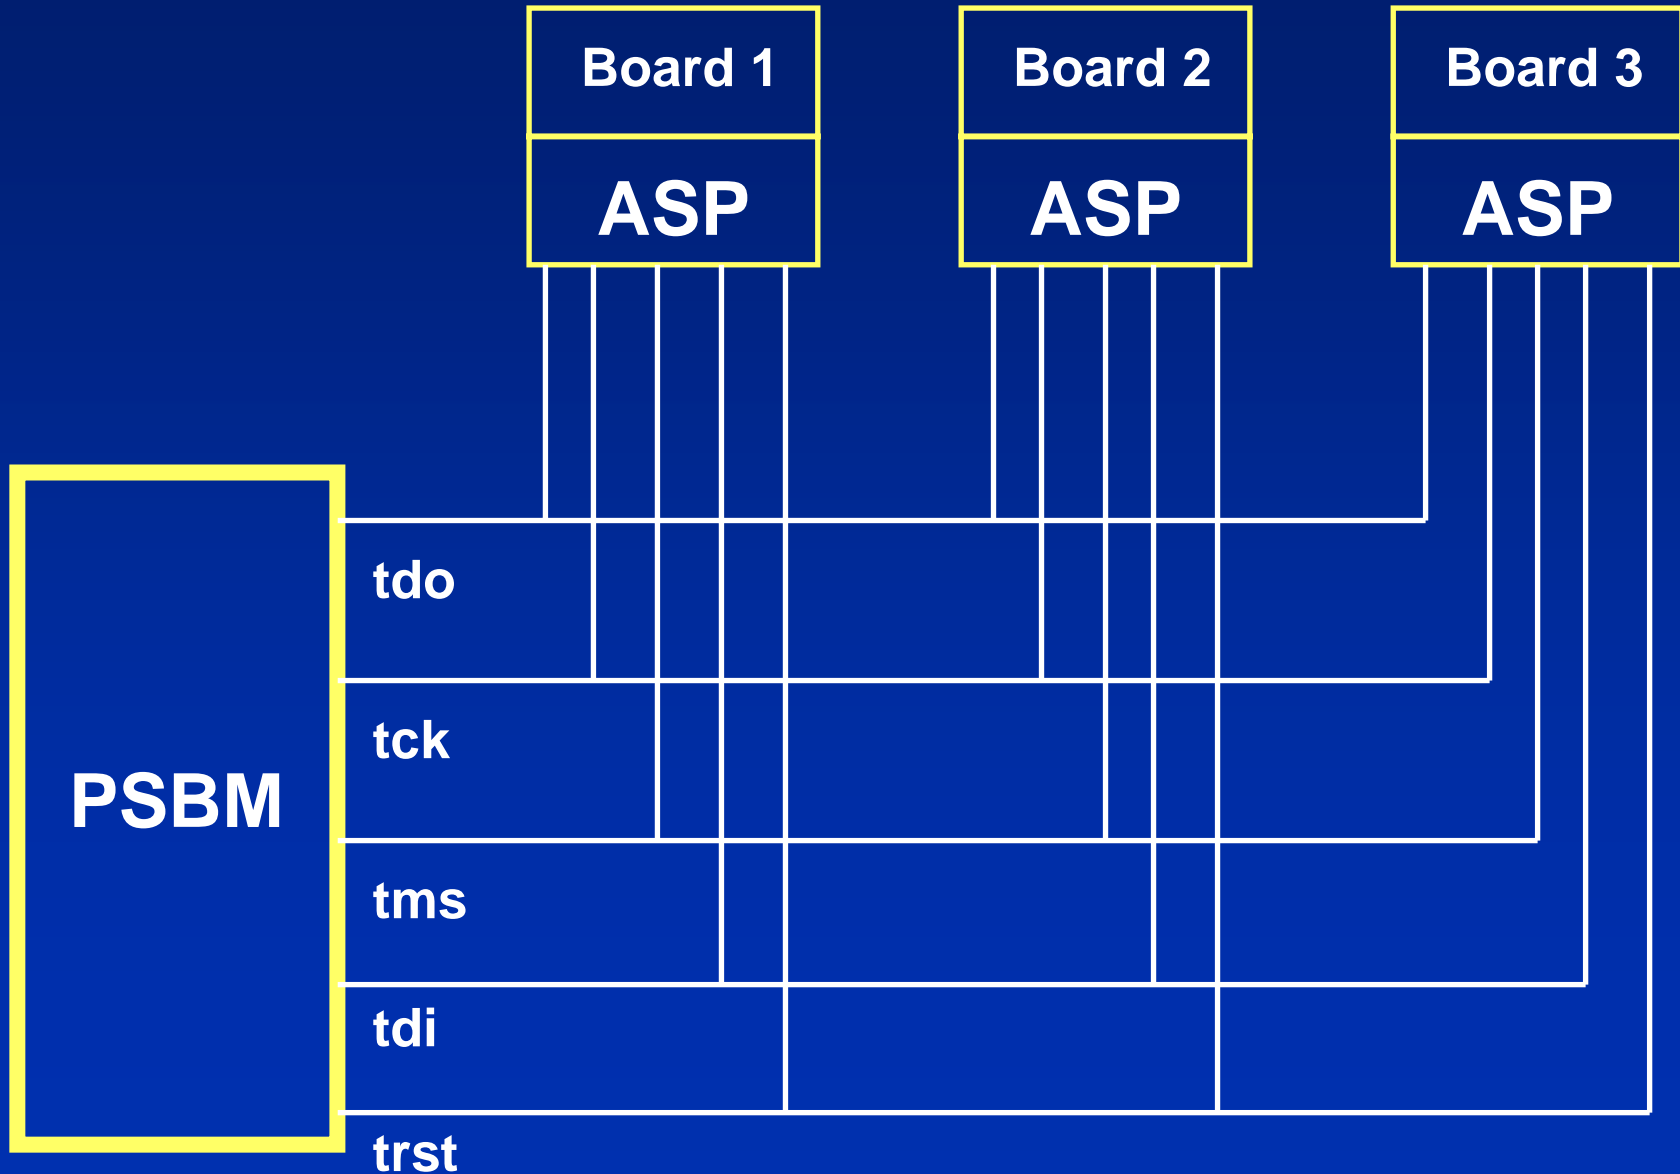 Board 1
Board 2
Board 3
ASP
ASP
ASP
tdo
tck
PSBM
tms
tdi
trst